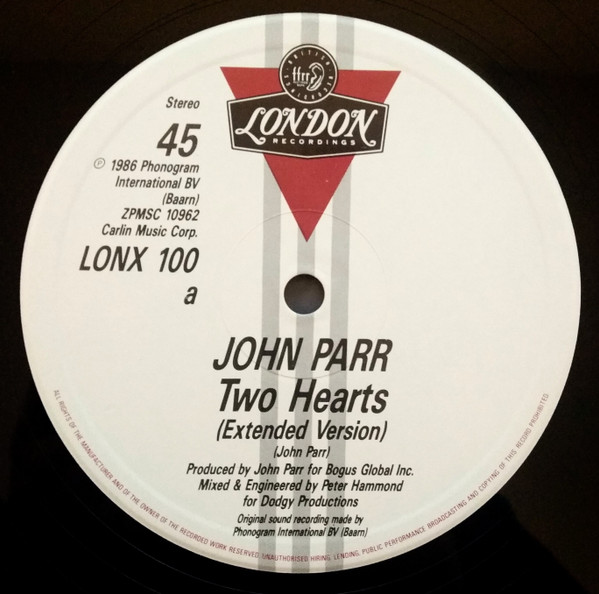 BRITISH
ffrr
RECORDINGS
LONDON
RECORDINGS
Stereo
45
℗ 1986 Phonogram
International BV
(Baarn)
ZPMSC 10962
Carlin Music Corp.
LONX 100
a
JOHN PARR
Two Hearts
(Extended Version)
(John Parr)
Produced by John Parr for Bogus Global Inc.
Mixed & Engineered by Peter Hammond
for Dodgy Productions
Original sound recording made by
Phonogram International BV (Baarn)
ALL RIGHTS OF THE MANUFACTURER AND OF THE OWNER OF THE RECORDED WORK RESERVED. UNAUTHORISED HIRING, LENDING, PUBLIC PERFORMANCE, BROADCASTING AND COPYING OF THIS RECORD PROHIBITED